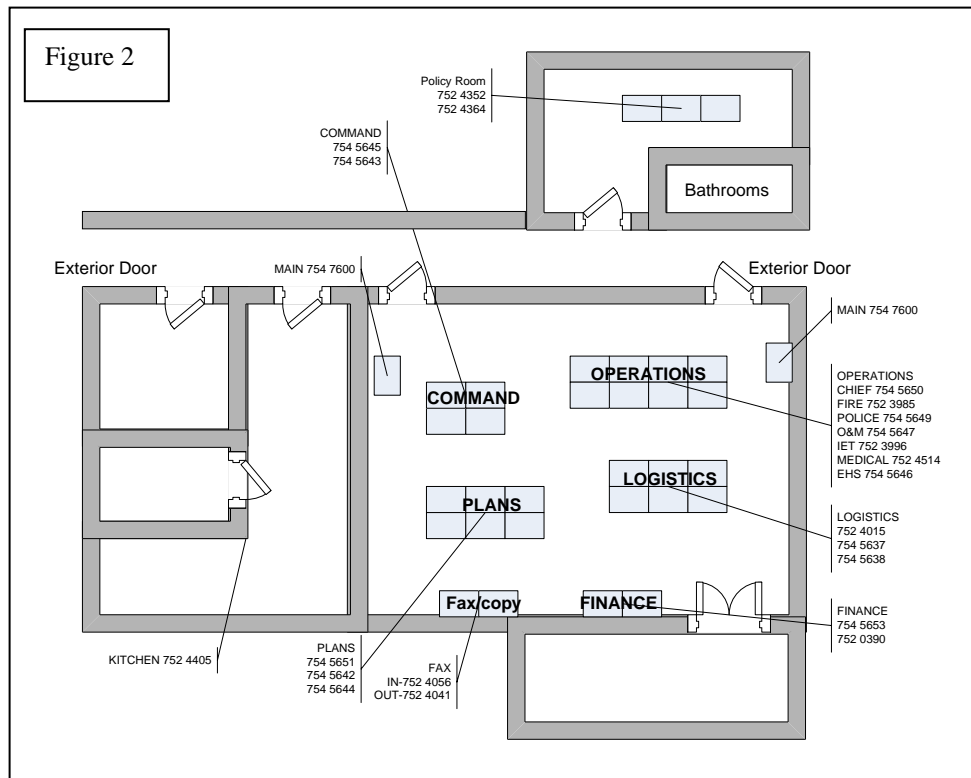 Figure 2
Policy Room
752 4352
752 4364
COMMAND
754 5645
754 5643
Bathrooms
Exterior Door
MAIN 754 7600
Exterior Door
MAIN 754 7600
OPERATIONS
COMMAND
OPERATIONS
CHIEF 754 5650
FIRE 752 3985
POLICE 754 5649
O&M 754 5647
IET 752 3996
MEDICAL 752 4514
EHS 754 5646
LOGISTICS
PLANS
LOGISTICS
752 4015
754 5637
754 5638
Fax/copy
FINANCE
FINANCE
754 5653
752 0390
KITCHEN 752 4405
PLANS
754 5651
754 5642
754 5644
FAX
IN-752 4056
OUT-752 4041